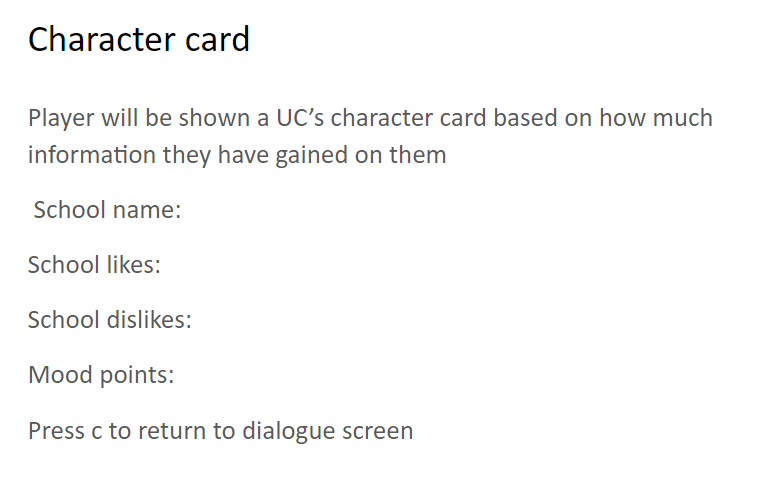 Character card
Player will be shown a UC’s character card based on how much
information they have gained on them
School name:
School likes:
School dislikes:
Mood points:
Press c to return to dialogue screen